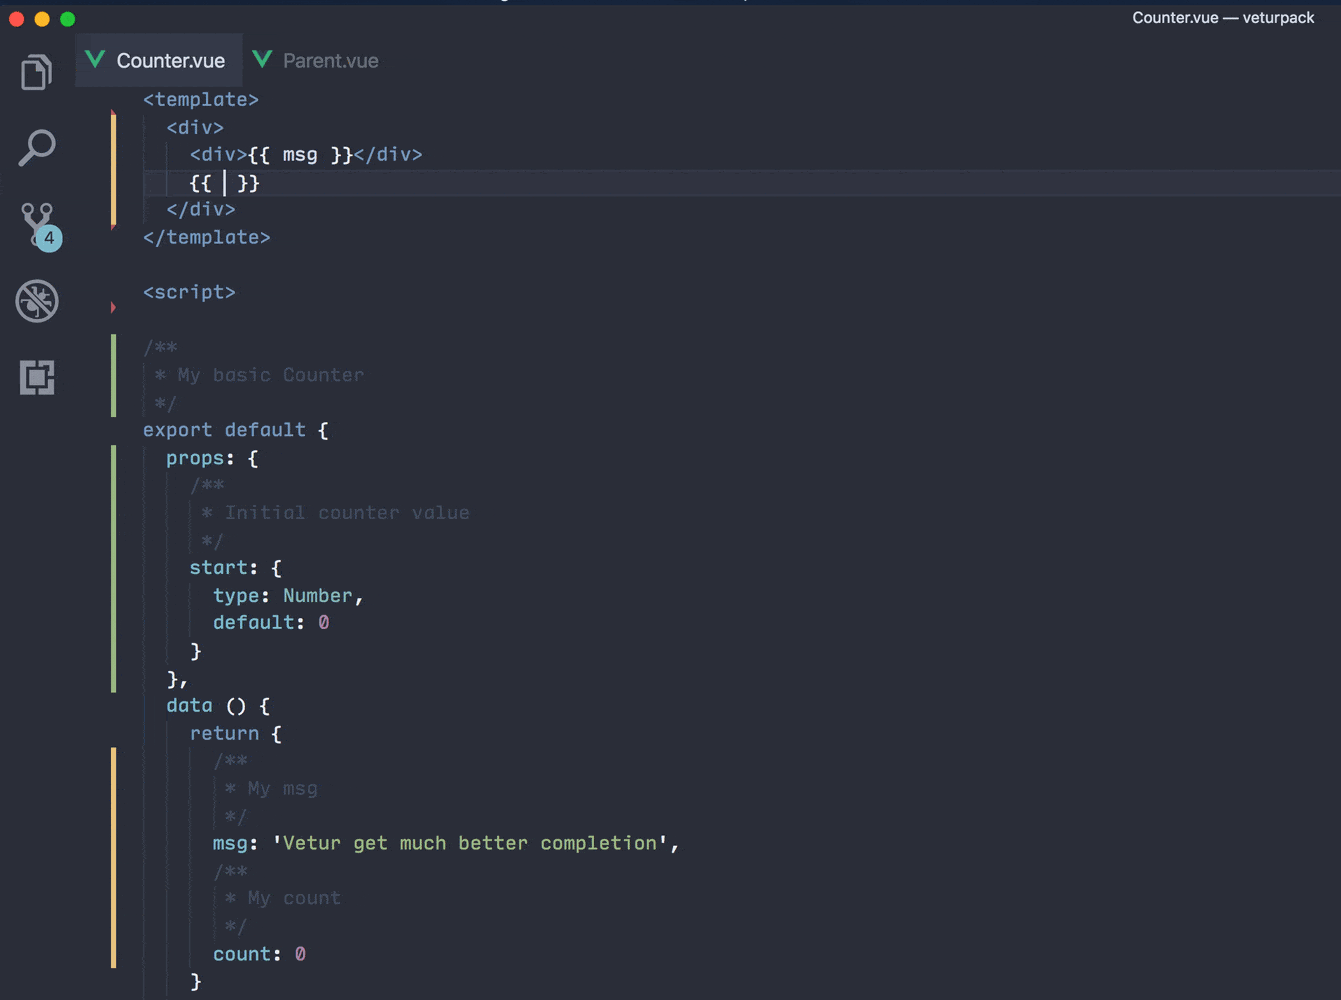 Counter.vue — veturpack
Counter.vue
Parent.vue
<template>
<div>
<div>{{ msg }}</div>
{{ }}
</div>
</template>
4
<script>
/**
* My basic Counter
*/
export default {
props: {
/**
* Initial counter value
*/
start: {
type: Number,
default: 0
}
},
data () {
return {
/**
* My msg
*/
msg: 'Vetur get much better completion',
/**
* My count
*/
count: 0
}